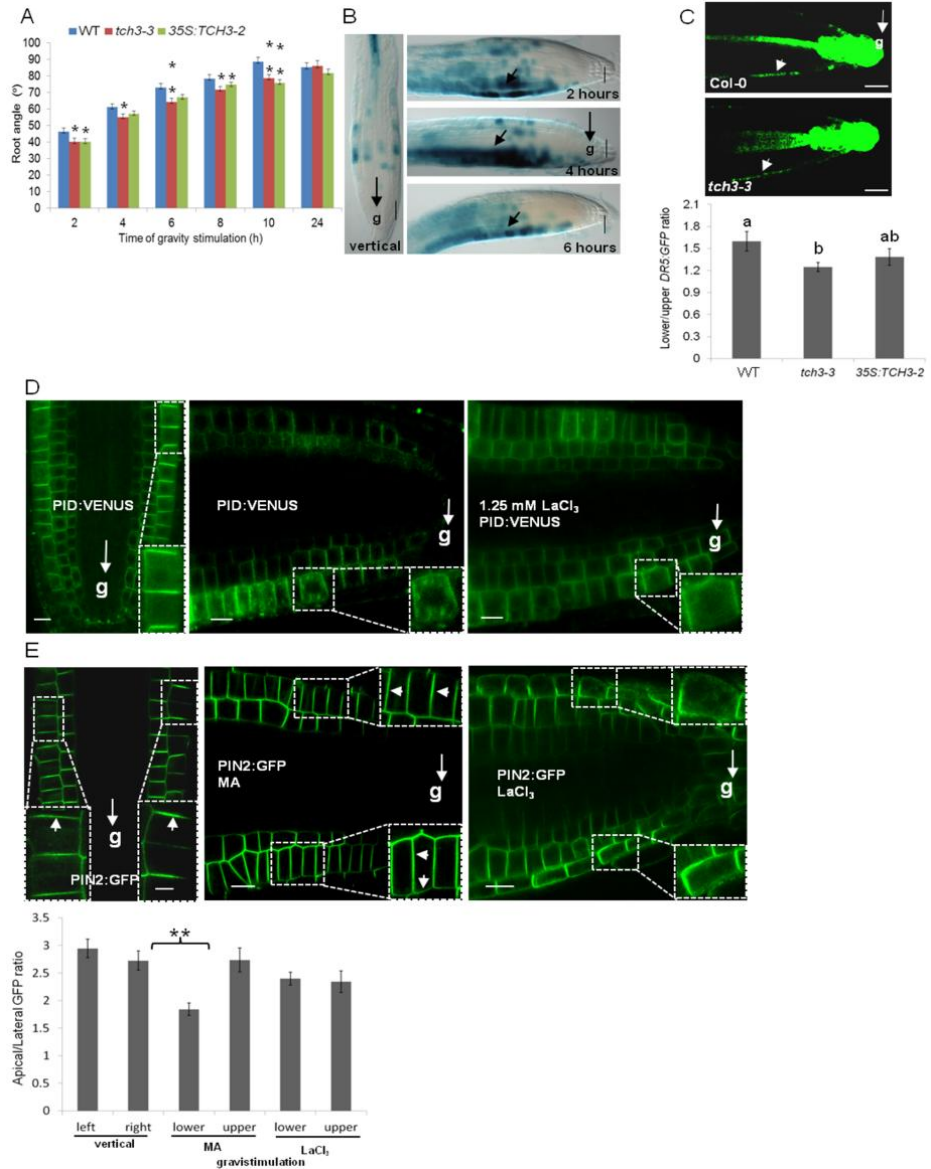 A
WT tch3-3 35S:TCH3-2
Root angle (°)
100
90
80
70
60
50
40
30
20
10
0
* * * * * * * * * * * *
2 4 6 8 10 24
Time of gravity stimulation (h)
B
g
vertical
2 hours
g
4 hours
6 hours
C
g
Col-0
tch3-3
Lower/upper DR5:GFP ratio
2.1
1.8
1.5
1.2
0.9
0.6
0.3
0
a b ab
WT tch3-3 35S:TCH3-2
D
PID:VENUS
g
PID:VENUS
g
1.25 mM LaCl₃
PID:VENUS
g
E
g
PIN2:GFP
PIN2:GFP
MA
g
PIN2:GFP
LaCl₃
g
Apical/Lateral GFP ratio
3.5
3
2.5
2
1.5
1
0.5
0
**
left right lower upper lower upper
vertical MA LaCl₃
gravistimulation